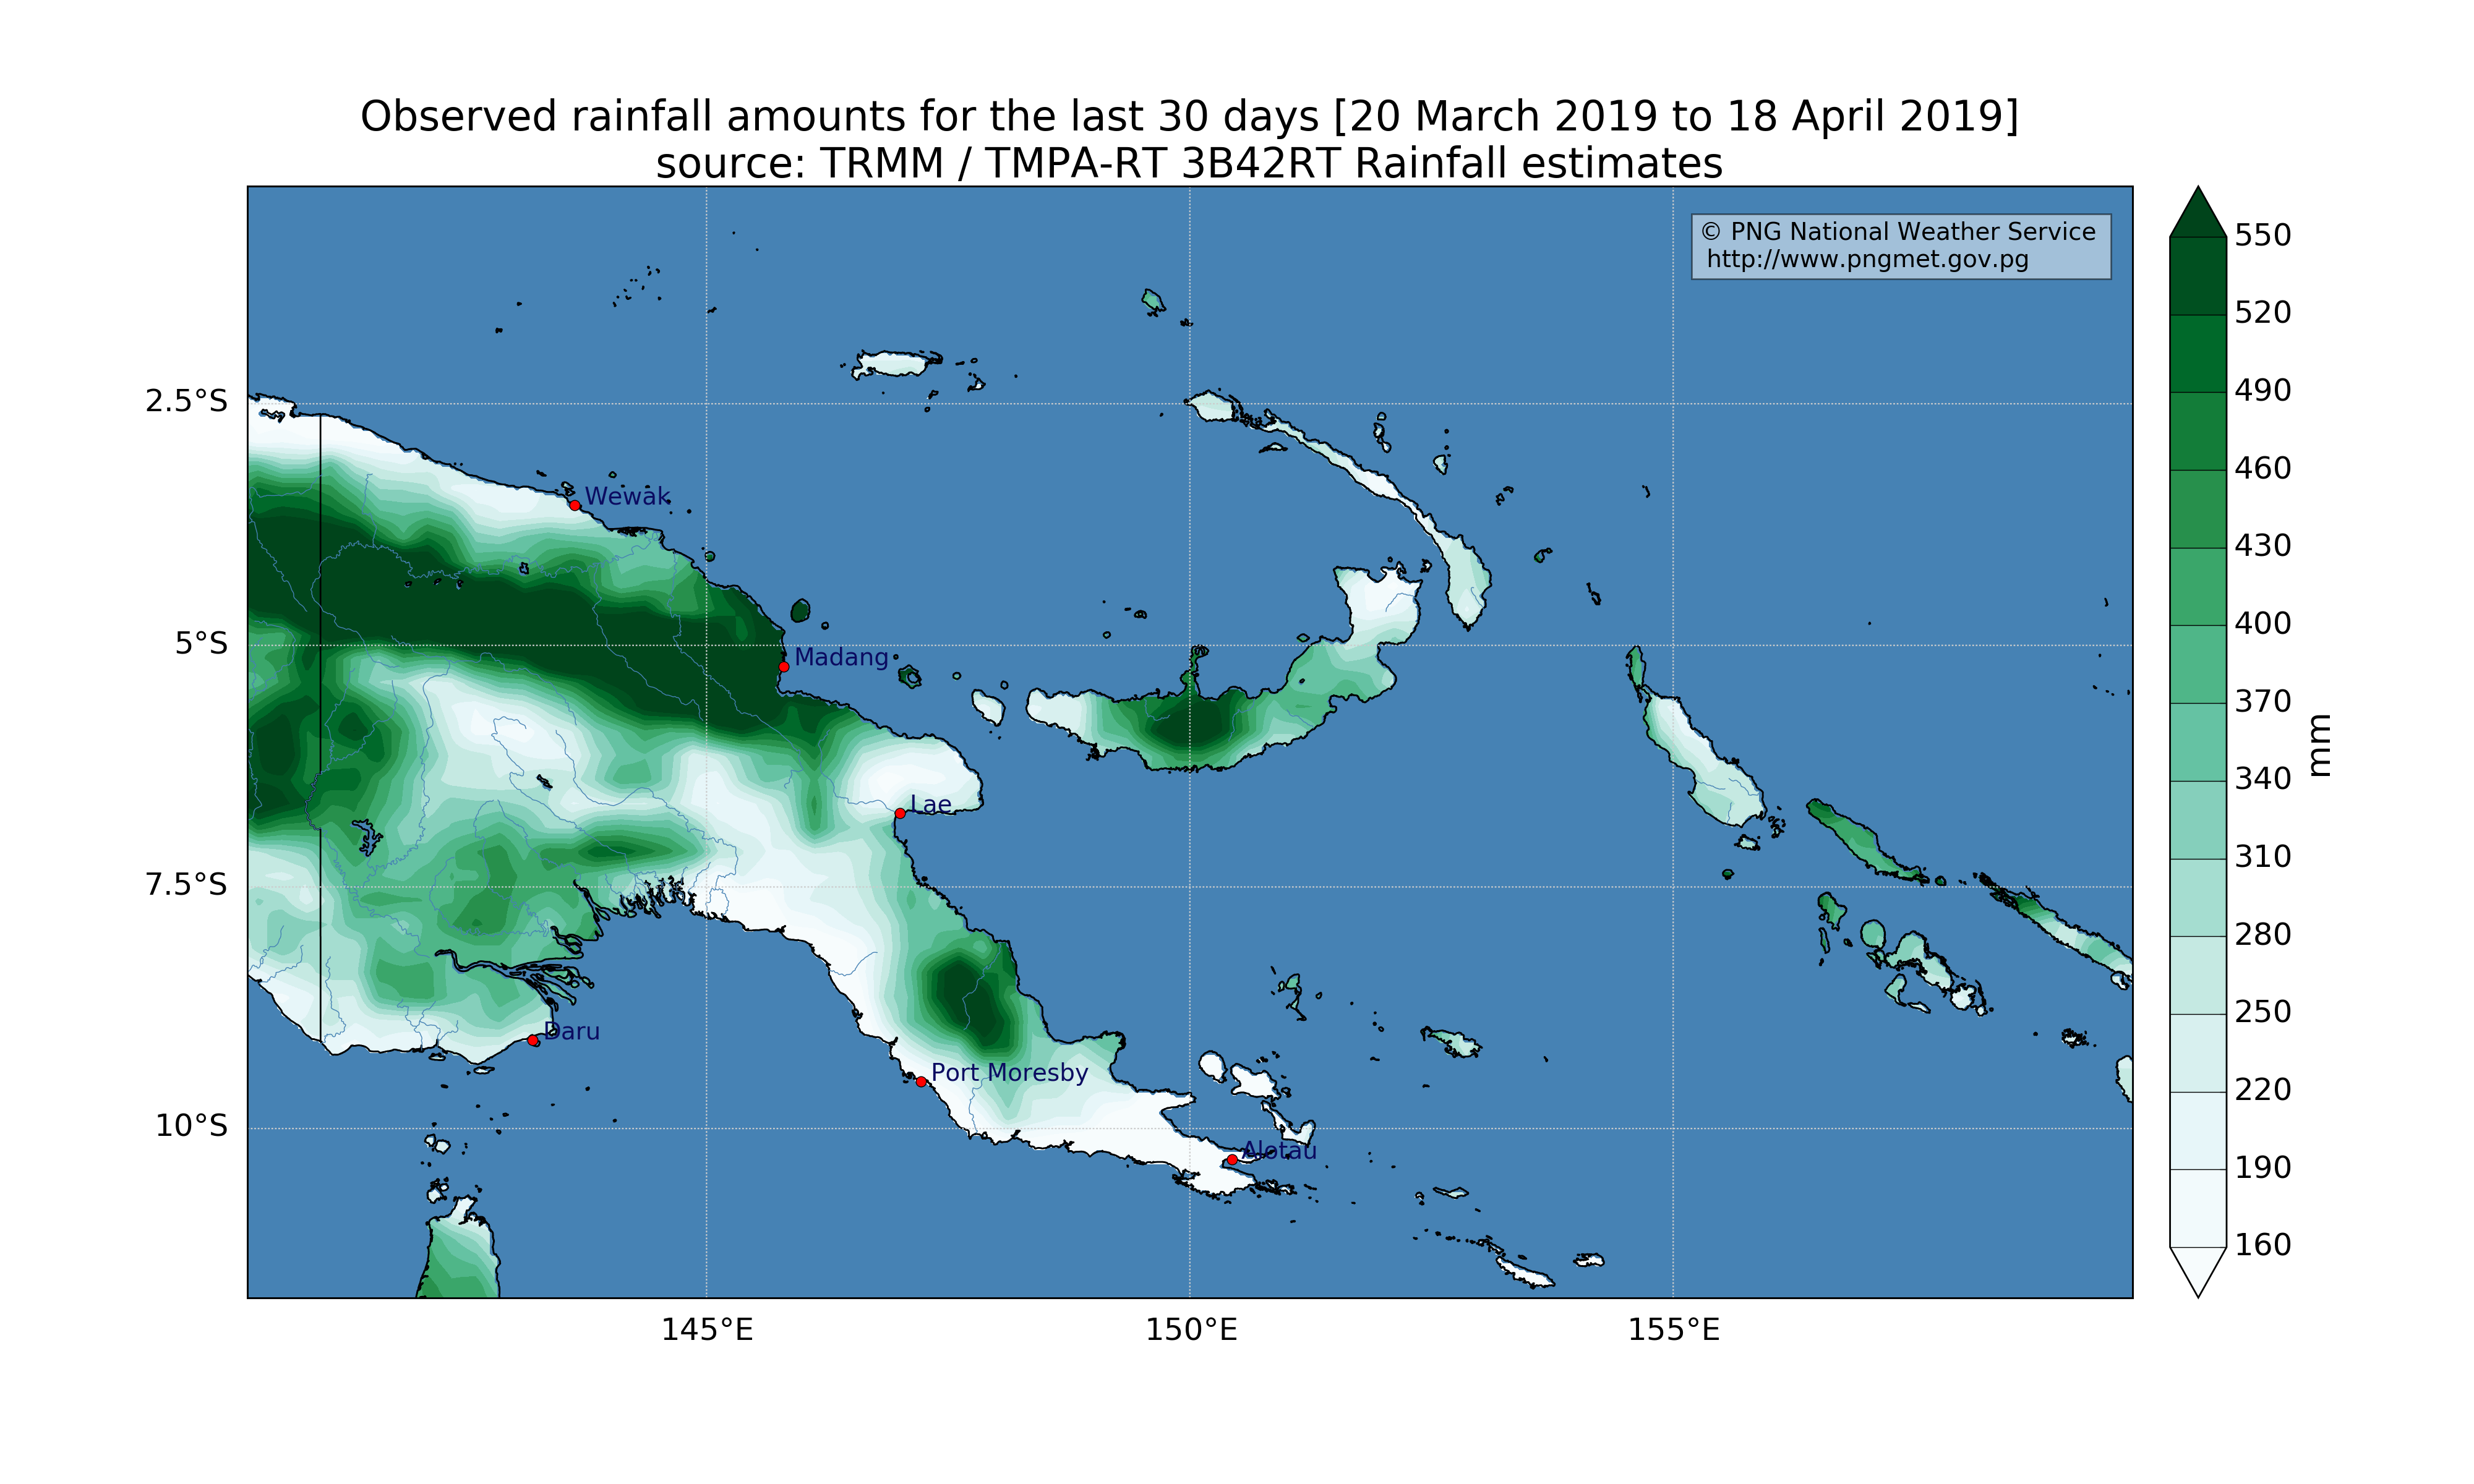 Observed rainfall amounts for the last 30 days [20 March 2019 to 18 April 2019]
source: TRMM / TMPA-RT 3B42RT Rainfall estimates
© PNG National Weather Service
http://www.pngmet.gov.pg
2.5°S
5°S
7.5°S
10°S
Wewak
Madang
Lae
Daru
Port Moresby
Alotau
145°E
150°E
155°E
550
520
490
460
430
400
370
340
310
280
250
220
190
160
mm